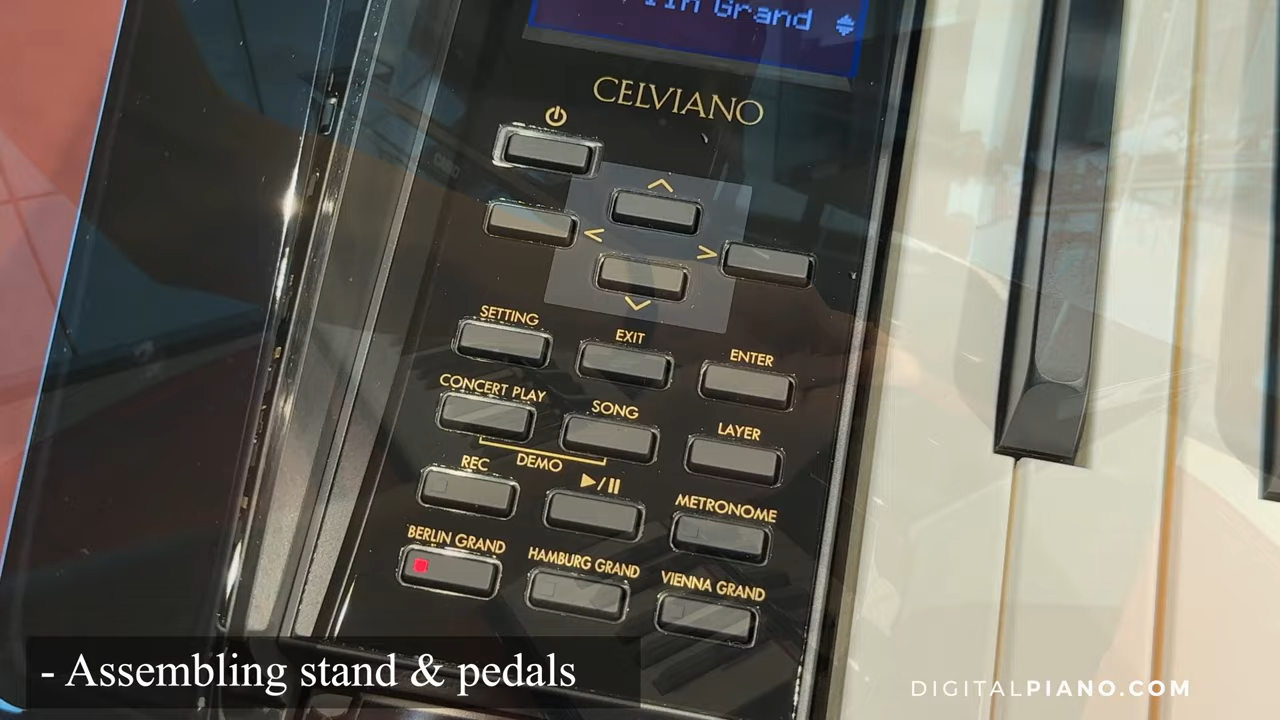 Grand
CELVIANO
SETTING
EXIT
ENTER
CONCERT PLAY
SONG
LAYER
DEMO
REC
METRONOME
BERLIN GRAND
HAMBURG GRAND
VIENNA GRAND
- Assembling stand & pedals
DIGITALPIANO.COM